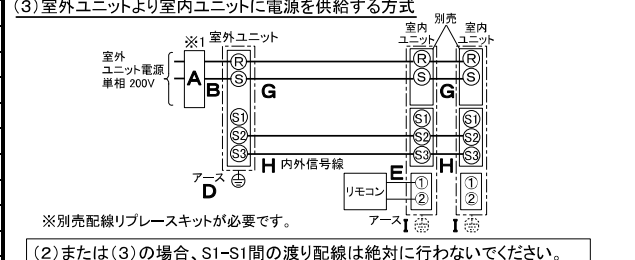 (3)室外ユニットより室内ユニットに電源を供給する方式
別売
※1 室外ユニット
室内
ユニット
室内
ユニット
室外
ユニット電源
単相 200V
A
B
R
S
G
R
S
G
R
S
S1
S2
S3
S1
S2
S3
S1
S2
S3
H 内外信号線
H
アース
D
E
リモコン
①
②
①
②
アース I
I
※別売配線リプレースキットが必要です。
(2)または(3)の場合、S1-S1間の渡り配線は絶対に行わないでください。